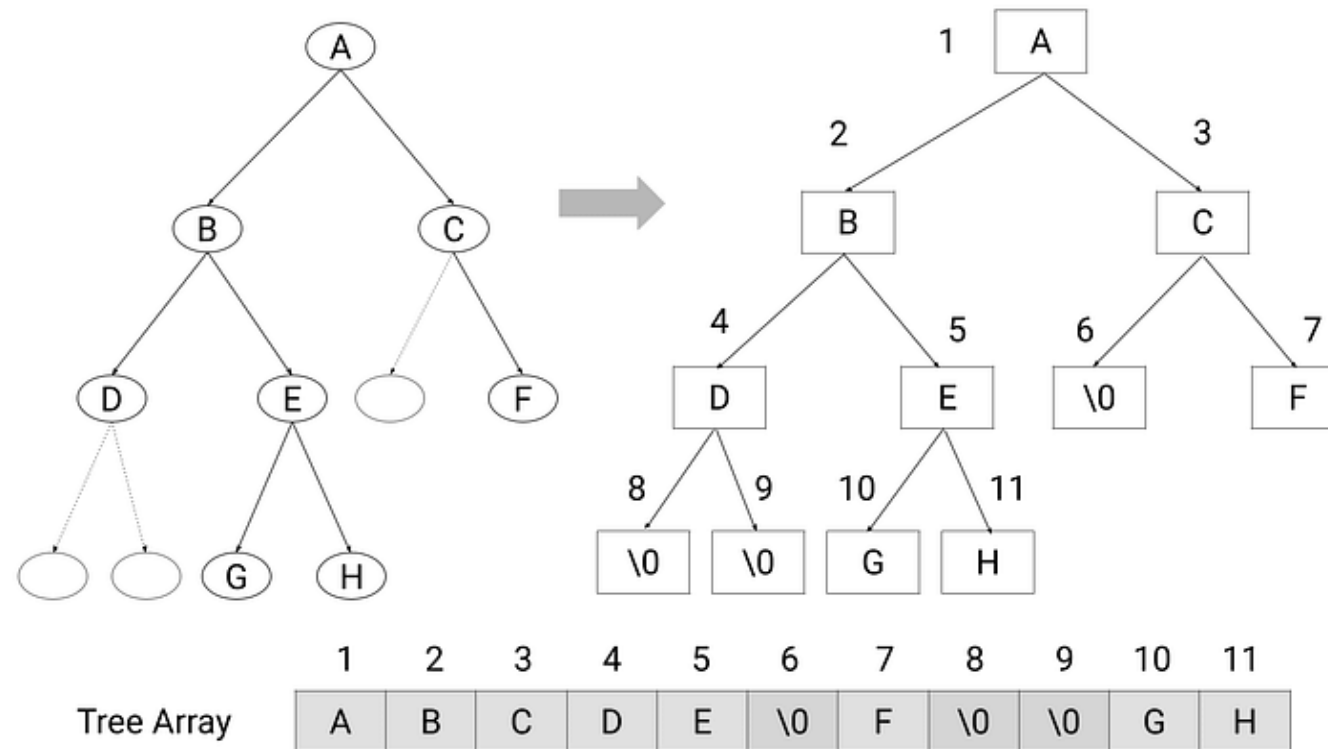 A 1 A
2 3
B C B C
4 5 6 7
D E F D E \0 F
8 9 10 11
G H \0 \0 G H
1 2 3 4 5 6 7 8 9 10 11
Tree Array A B C D E \0 F \0 \0 G H